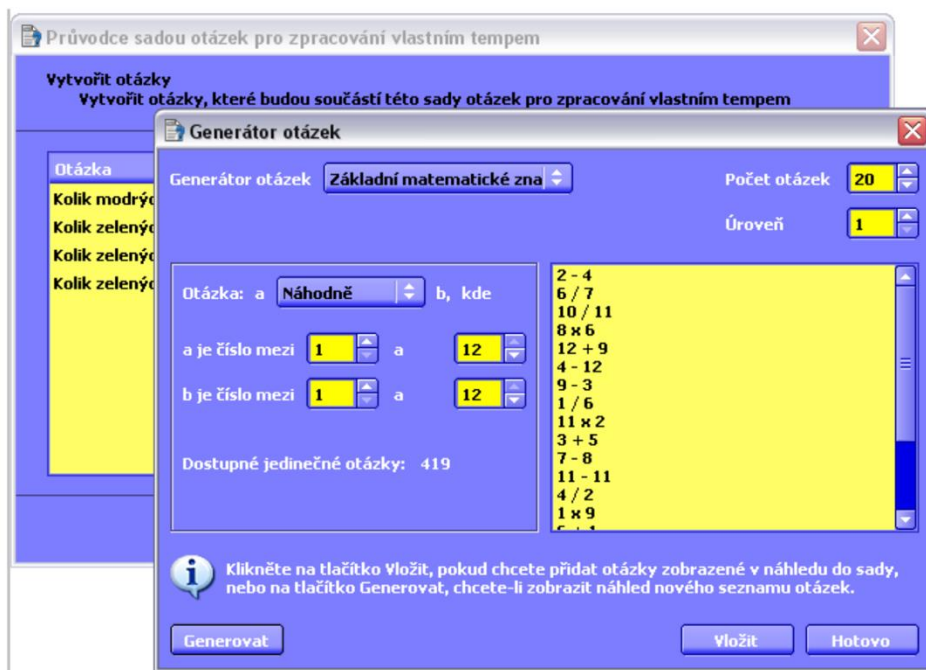 Průvodce sadou otázek pro zpracování vlastním tempem
Vytvořit otázky
Vytvořit otázky, které budou součástí této sady otázek pro zpracování vlastním tempem
Otázka
Kolik modrýc
Kolik zelenýc
Kolik zelenýc
Kolik zelenýc
Generátor otázek
Generátor otázek Základní matematické zna
Počet otázek 20
Úroveň 1
Otázka: a Náhodně b, kde
a je číslo mezi 1 a 12
b je číslo mezi 1 a 12
Dostupné jedinečné otázky: 419
2 - 4
6 / 7
10 / 11
8 x 6
12 + 9
4 - 12
9 - 3
1 / 6
11 x 2
3 + 5
7 - 8
11 - 11
4 / 2
1 x 9
Klikněte na tlačítko Vložit, pokud chcete přidat otázky zobrazené v náhledu do sady,
nebo na tlačítko Generovat, chcete-li zobrazit náhled nového seznamu otázek.
Generovat Vložit Hotovo